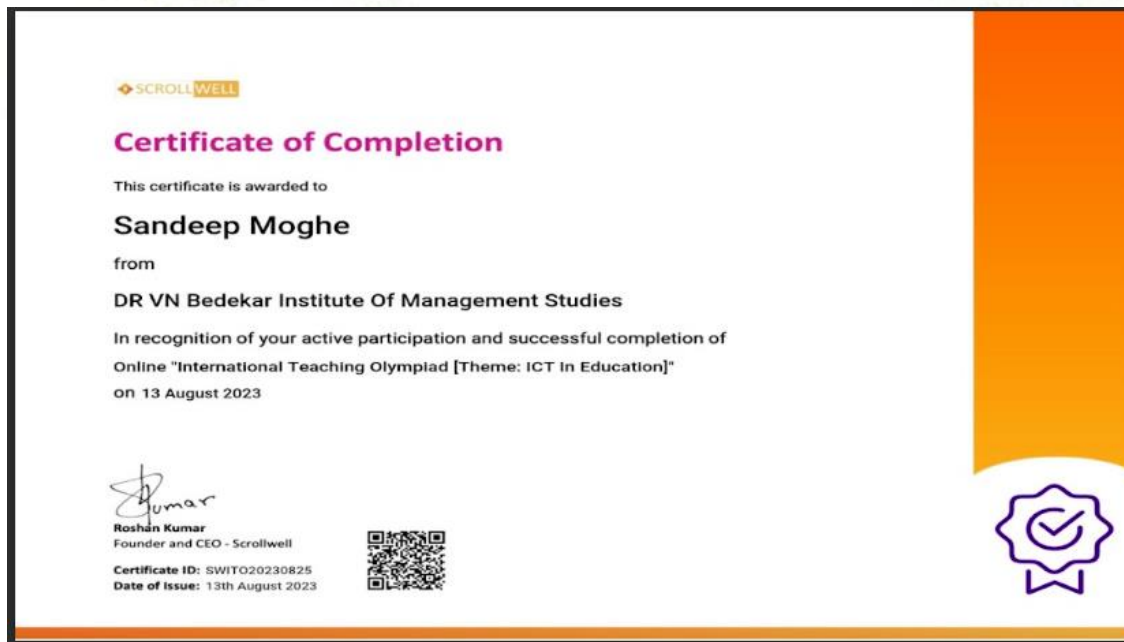 SCROLLWELL
Certificate of Completion
This certificate is awarded to
Sandeep Moghe
from
DR VN Bedekar Institute Of Management Studies
In recognition of your active participation and successful completion of
Online "International Teaching Olympiad [Theme: ICT In Education]"
on 13 August 2023
Kumar
Roshan Kumar
Founder and CEO - Scrollwell
Certificate ID: SWITO20230825
Date of Issue: 13th August 2023